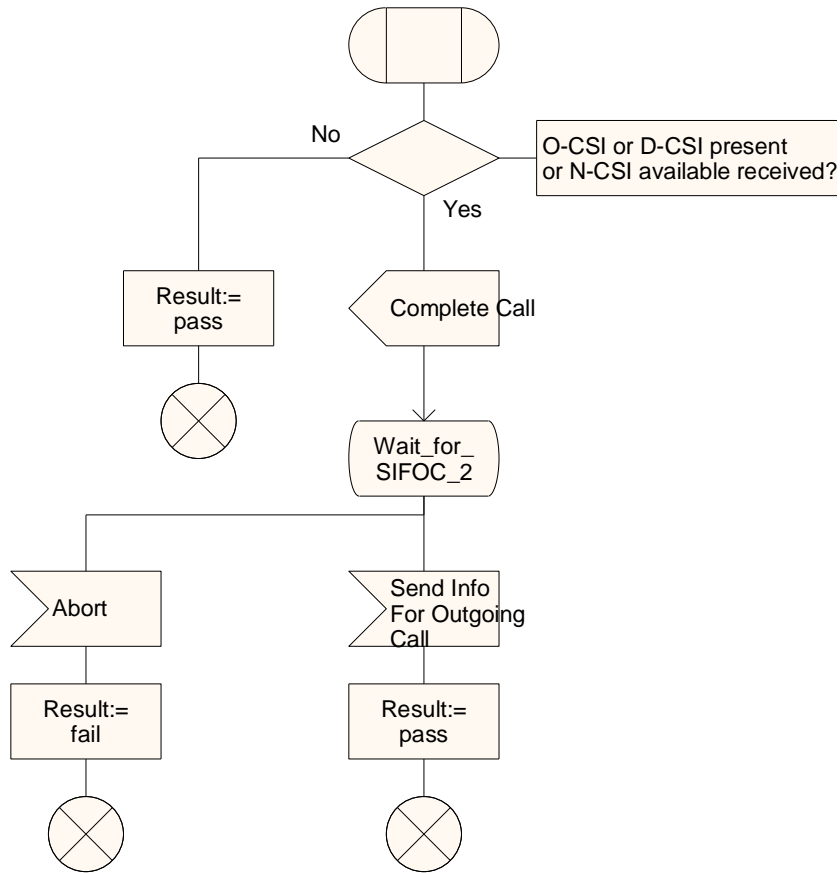 No
O-CSI or D-CSI present
or N-CSI available received?
Yes
Result:=
pass
Complete Call
Wait_for_
SIFOC_2
Abort
Send Info
For Outgoing
Call
Result:=
fail
Result:=
pass